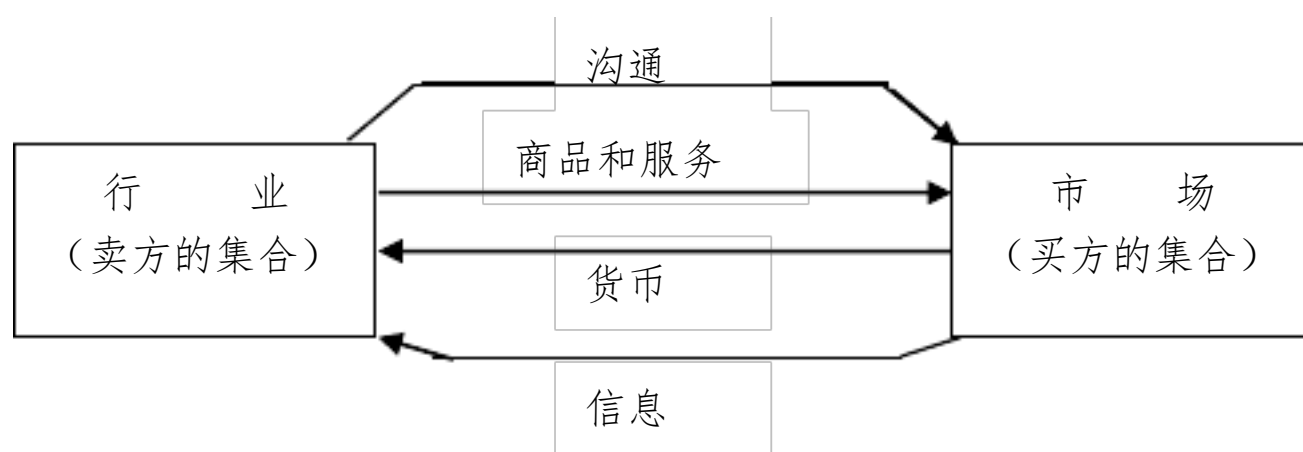 沟通
商品和服务
行 业
（卖方的集合）
市 场
（买方的集合）
货币
信息